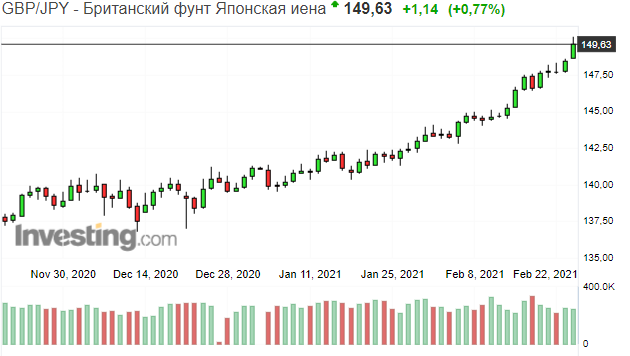 GBP/JPY - Британский фунт Японская иена 149,63 +1,14 (+0,77%)
149,63
147.50
145.00
142.50
140.00
137.50
Investing.com
135.00
Nov 30, 2020 Dec 14, 2020 Dec 28, 2020 Jan 11, 2021 Jan 25, 2021 Feb 8, 2021 Feb 22, 2021
400.0K
0